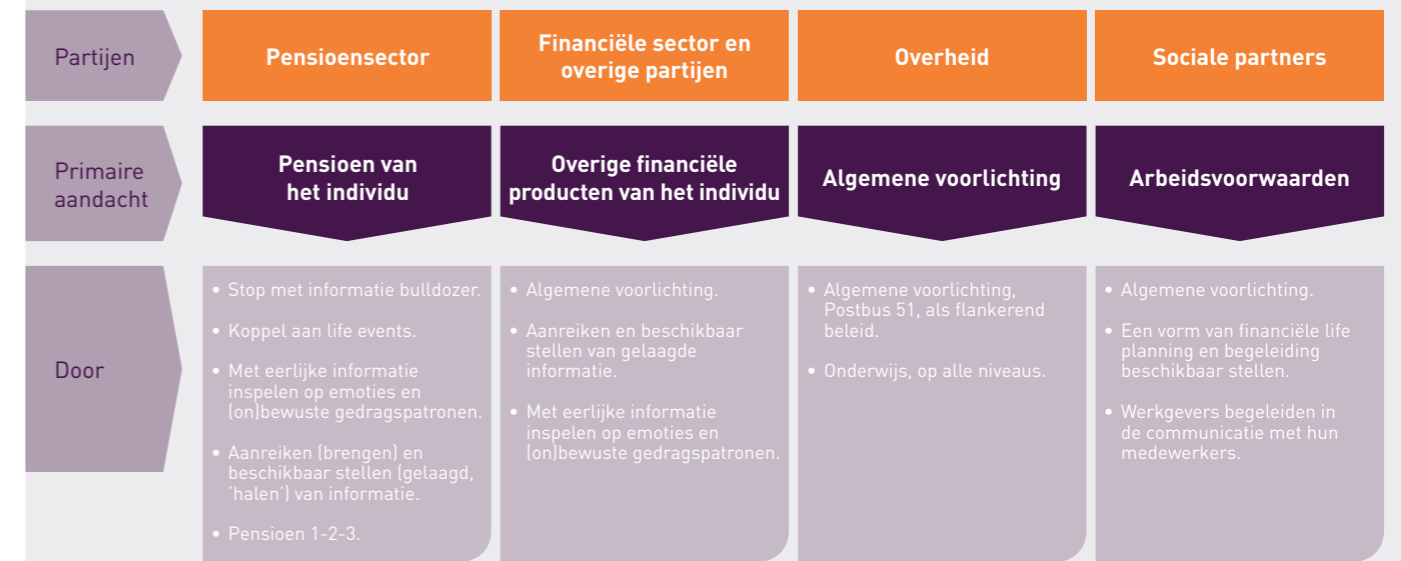 Partijen
Pensioensector
Financiële sector en
overige partijen
Overheid
Sociale partners
Primaire
aandacht
Pensioen van
het individu
Overige financiële
producten van het individu
Algemene voorlichting
Arbeidsvoorwaarden
Door
• Stop met informatie bulldozer.
• Koppel aan life events.
• Met eerlijke informatie
inspelen op emoties en
(on)bewuste gedragspatronen.
• Aanreiken (brengen) en
beschikbaar stellen (gelaagd,
‘halen’) van informatie.
• Pensioen 1-2-3.
• Algemene voorlichting.
• Aanreiken en beschikbaar
stellen van gelaagde
informatie.
• Met eerlijke informatie
inspelen op emoties en
(on)bewuste gedragspatronen.
• Algemene voorlichting,
Postbus 51, als flankerend
beleid.
• Onderwijs, op alle niveaus.
• Algemene voorlichting.
• Een vorm van financiële life
planning en begeleiding
beschikbaar stellen.
• Werkgevers begeleiden in
de communicatie met hun
medewerkers.